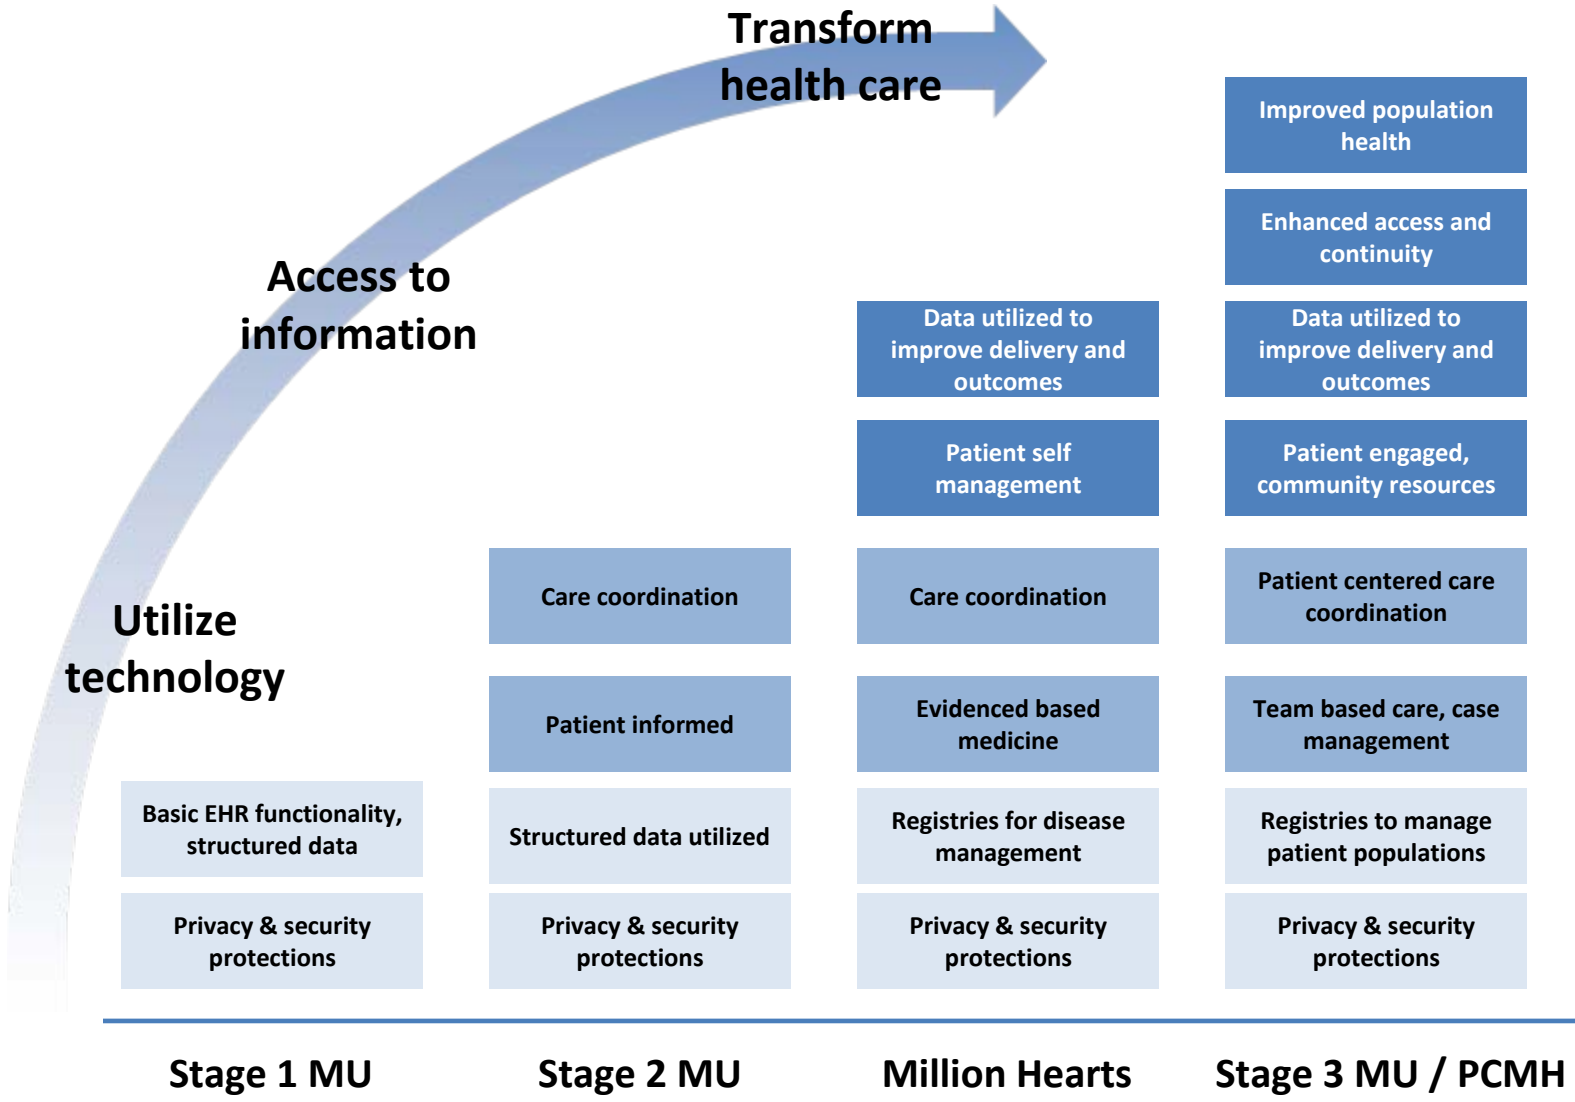 Transform
health care
Access to
information
Utilize
technology
Basic EHR functionality,
structured data
Privacy & security
protections
Stage 1 MU
Care coordination
Patient informed
Structured data utilized
Privacy & security
protections
Stage 2 MU
Data utilized to
improve delivery and
outcomes
Patient self
management
Care coordination
Evidenced based
medicine
Registries for disease
management
Privacy & security
protections
Million Hearts
Improved population
health
Enhanced access and
continuity
Data utilized to
improve delivery and
outcomes
Patient engaged,
community resources
Patient centered care
coordination
Team based care, case
management
Registries to manage
patient populations
Privacy & security
protections
Stage 3 MU / PCMH